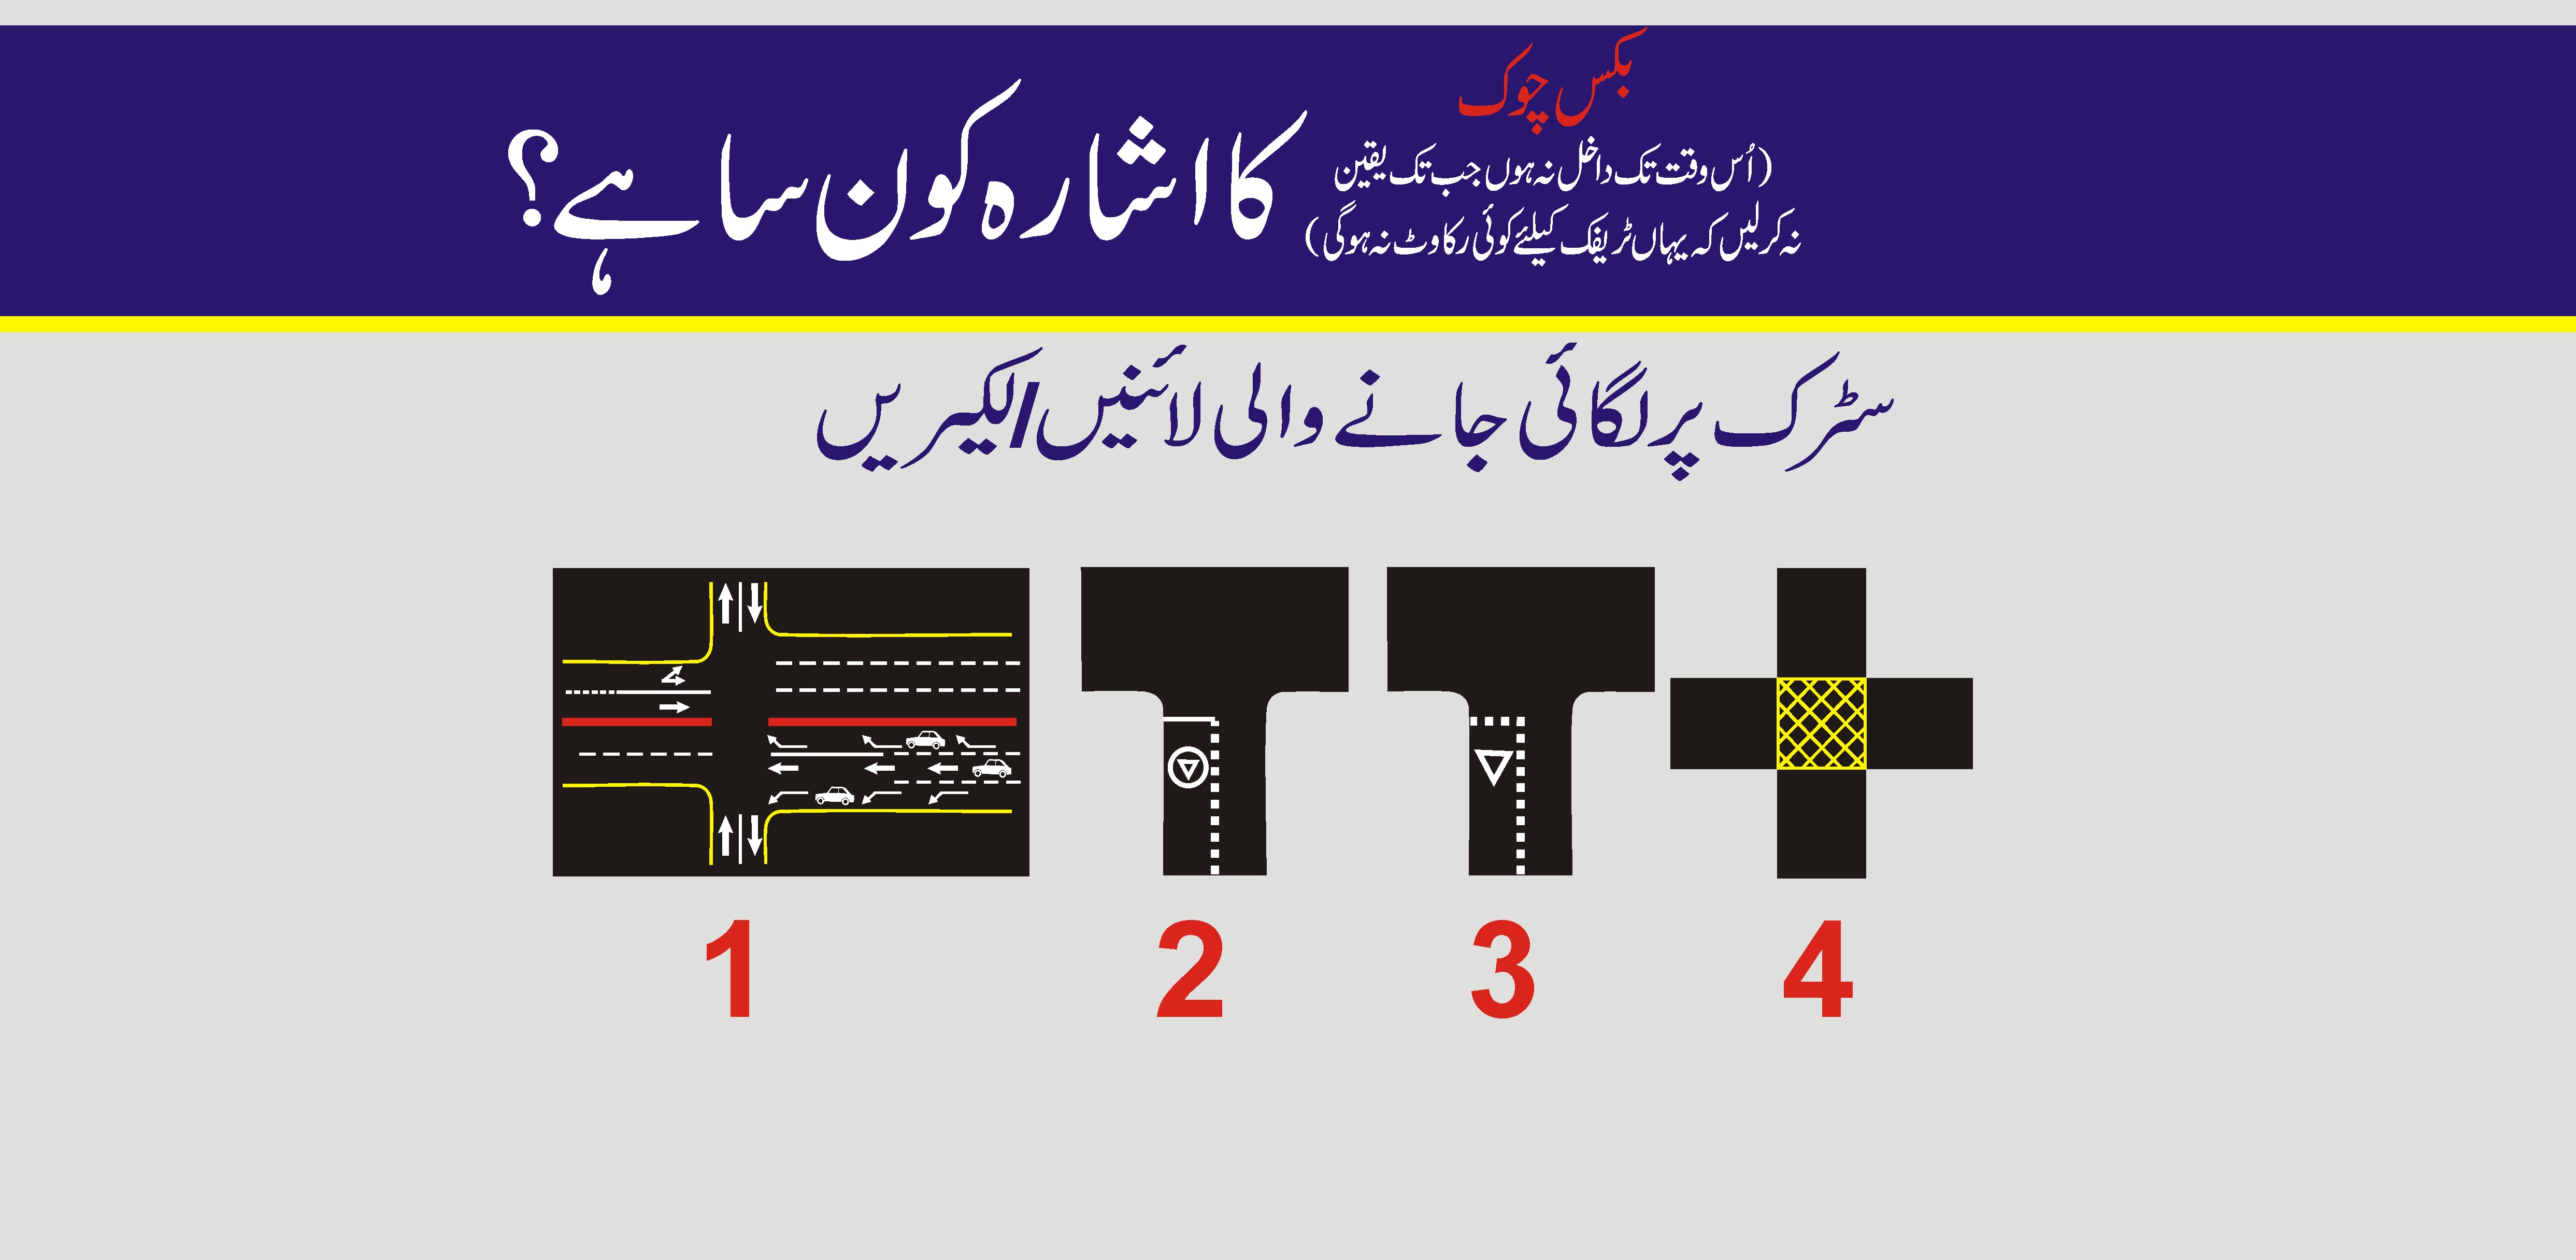 بکس چوک
(اُس وقت تک داخل نہ ہوں جب تک یقین
نہ کرلیں کہ یہاں ٹریفک کیلئے کوئی رکاوٹ نہ ہوگی)
کا اشارہ کون سا ہے؟
سڑک پر لگائی جانے والی لائنیں/لکیریں
1 2 3 4